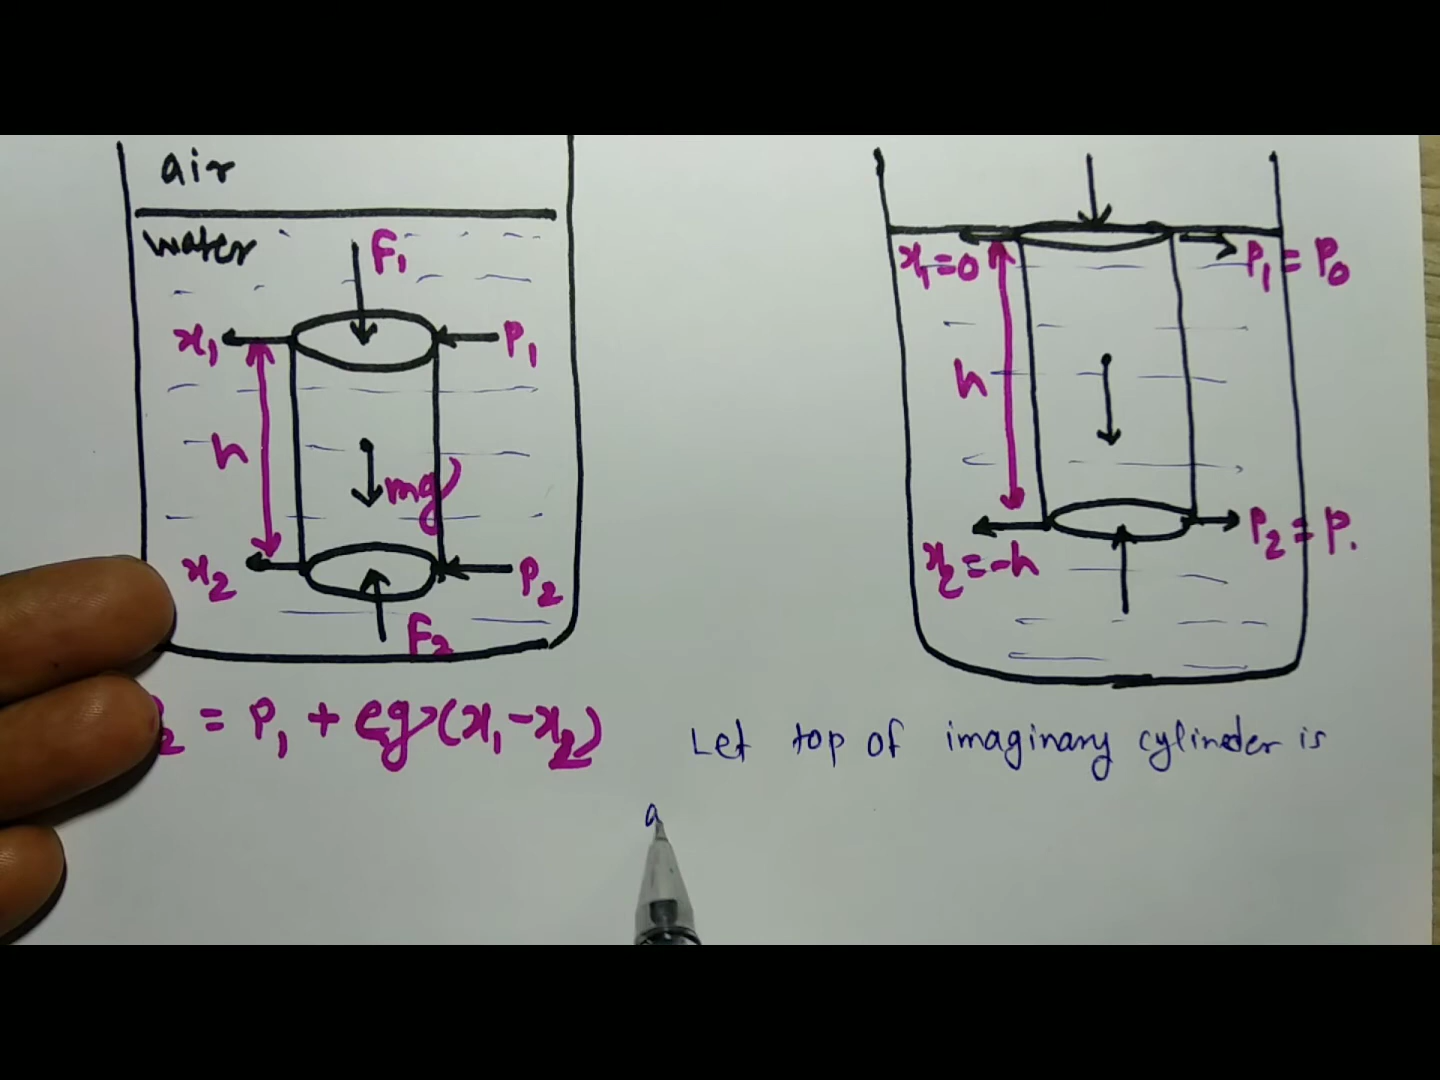 air
water
F₁
x₁
P₁
h
mg
x₂
P₂
F₂
₂ = P₁ + ρg(x₁-x₂)
x₁=0
P₁ = P₀
h
x₂=-h
P₂ = P.
Let top of imaginary cylinder is
a